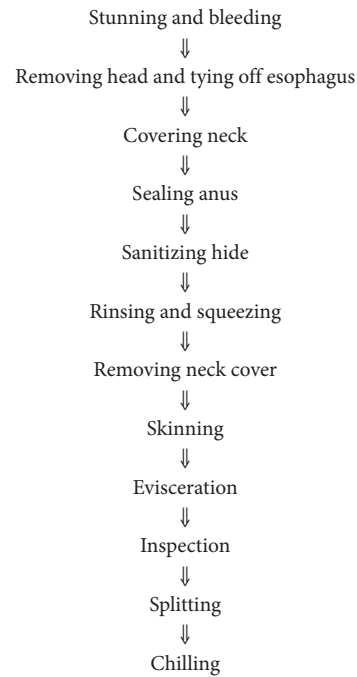 Stunning and bleeding
⇓
Removing head and tying off esophagus
⇓
Covering neck
⇓
Sealing anus
⇓
Sanitizing hide
⇓
Rinsing and squeezing
⇓
Removing neck cover
⇓
Skinning
⇓
Evisceration
⇓
Inspection
⇓
Splitting
⇓
Chilling